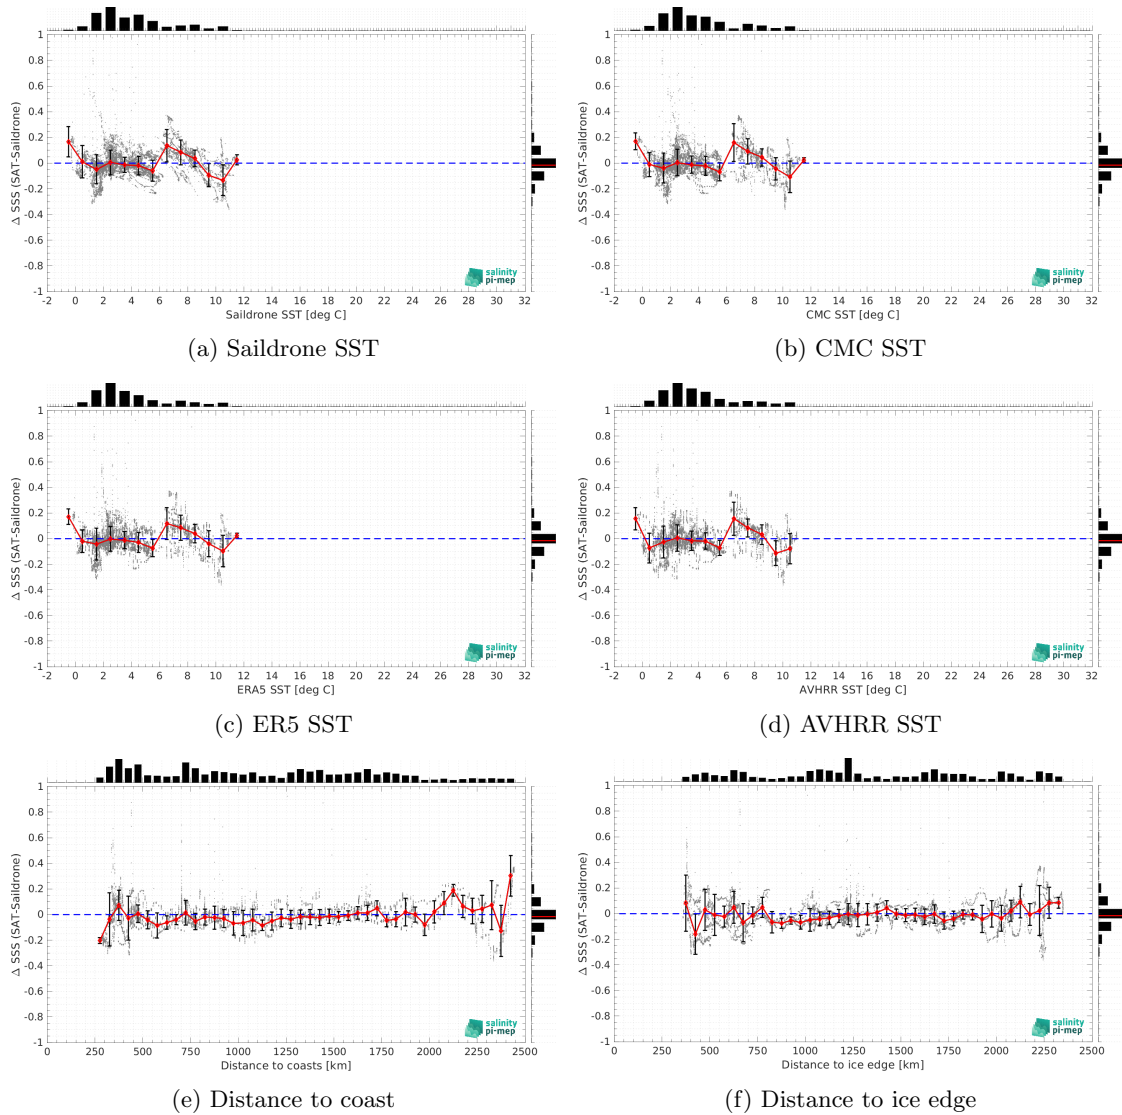 1
0.8
0.6
0.4
0.2
0
-0.2
-0.4
-0.6
-0.8
-1
Δ SSS (SAT-Saildrone)
-2 0 2 4 6 8 10 12 14 16 18 20 22 24 26 28 30 32
Saildrone SST [deg C]
salinity
pi-mep
(a) Saildrone SST
1
0.8
0.6
0.4
0.2
0
-0.2
-0.4
-0.6
-0.8
-1
Δ SSS (SAT-Saildrone)
-2 0 2 4 6 8 10 12 14 16 18 20 22 24 26 28 30 32
CMC SST [deg C]
salinity
pi-mep
(b) CMC SST
1
0.8
0.6
0.4
0.2
0
-0.2
-0.4
-0.6
-0.8
-1
Δ SSS (SAT-Saildrone)
-2 0 2 4 6 8 10 12 14 16 18 20 22 24 26 28 30 32
ERA5 SST [deg C]
salinity
pi-mep
(c) ER5 SST
1
0.8
0.6
0.4
0.2
0
-0.2
-0.4
-0.6
-0.8
-1
Δ SSS (SAT-Saildrone)
-2 0 2 4 6 8 10 12 14 16 18 20 22 24 26 28 30 32
AVHRR SST [deg C]
salinity
pi-mep
(d) AVHRR SST
1
0.8
0.6
0.4
0.2
0
-0.2
-0.4
-0.6
-0.8
-1
Δ SSS (SAT-Saildrone)
0 250 500 750 1000 1250 1500 1750 2000 2250 2500
Distance to coasts [km]
salinity
pi-mep
(e) Distance to coast
1
0.8
0.6
0.4
0.2
0
-0.2
-0.4
-0.6
-0.8
-1
Δ SSS (SAT-Saildrone)
0 250 500 750 1000 1250 1500 1750 2000 2250 2500
Distance to ice edge [km]
salinity
pi-mep
(f) Distance to ice edge